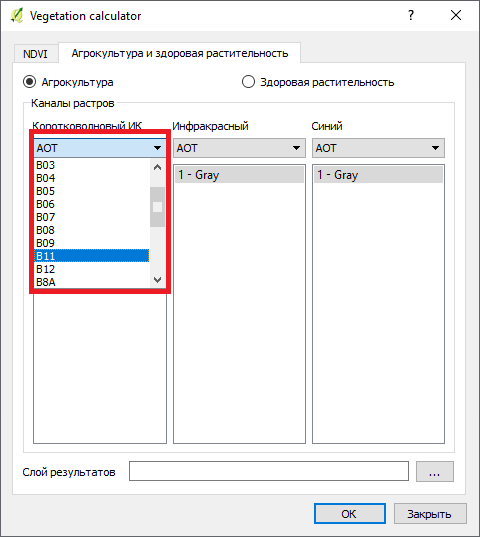 Vegetation calculator
NDVI
Агрокультура и здоровая растительность
Агрокультура
Здоровая растительность
Каналы растров
Коротковолновый ИК
Инфракрасный
Синий
AOT
AOT
AOT
B03
B04
B05
B06
B07
B08
B09
B11
B12
B8A
1 - Gray
1 - Gray
Слой результатов
...
ОК
Закрыть